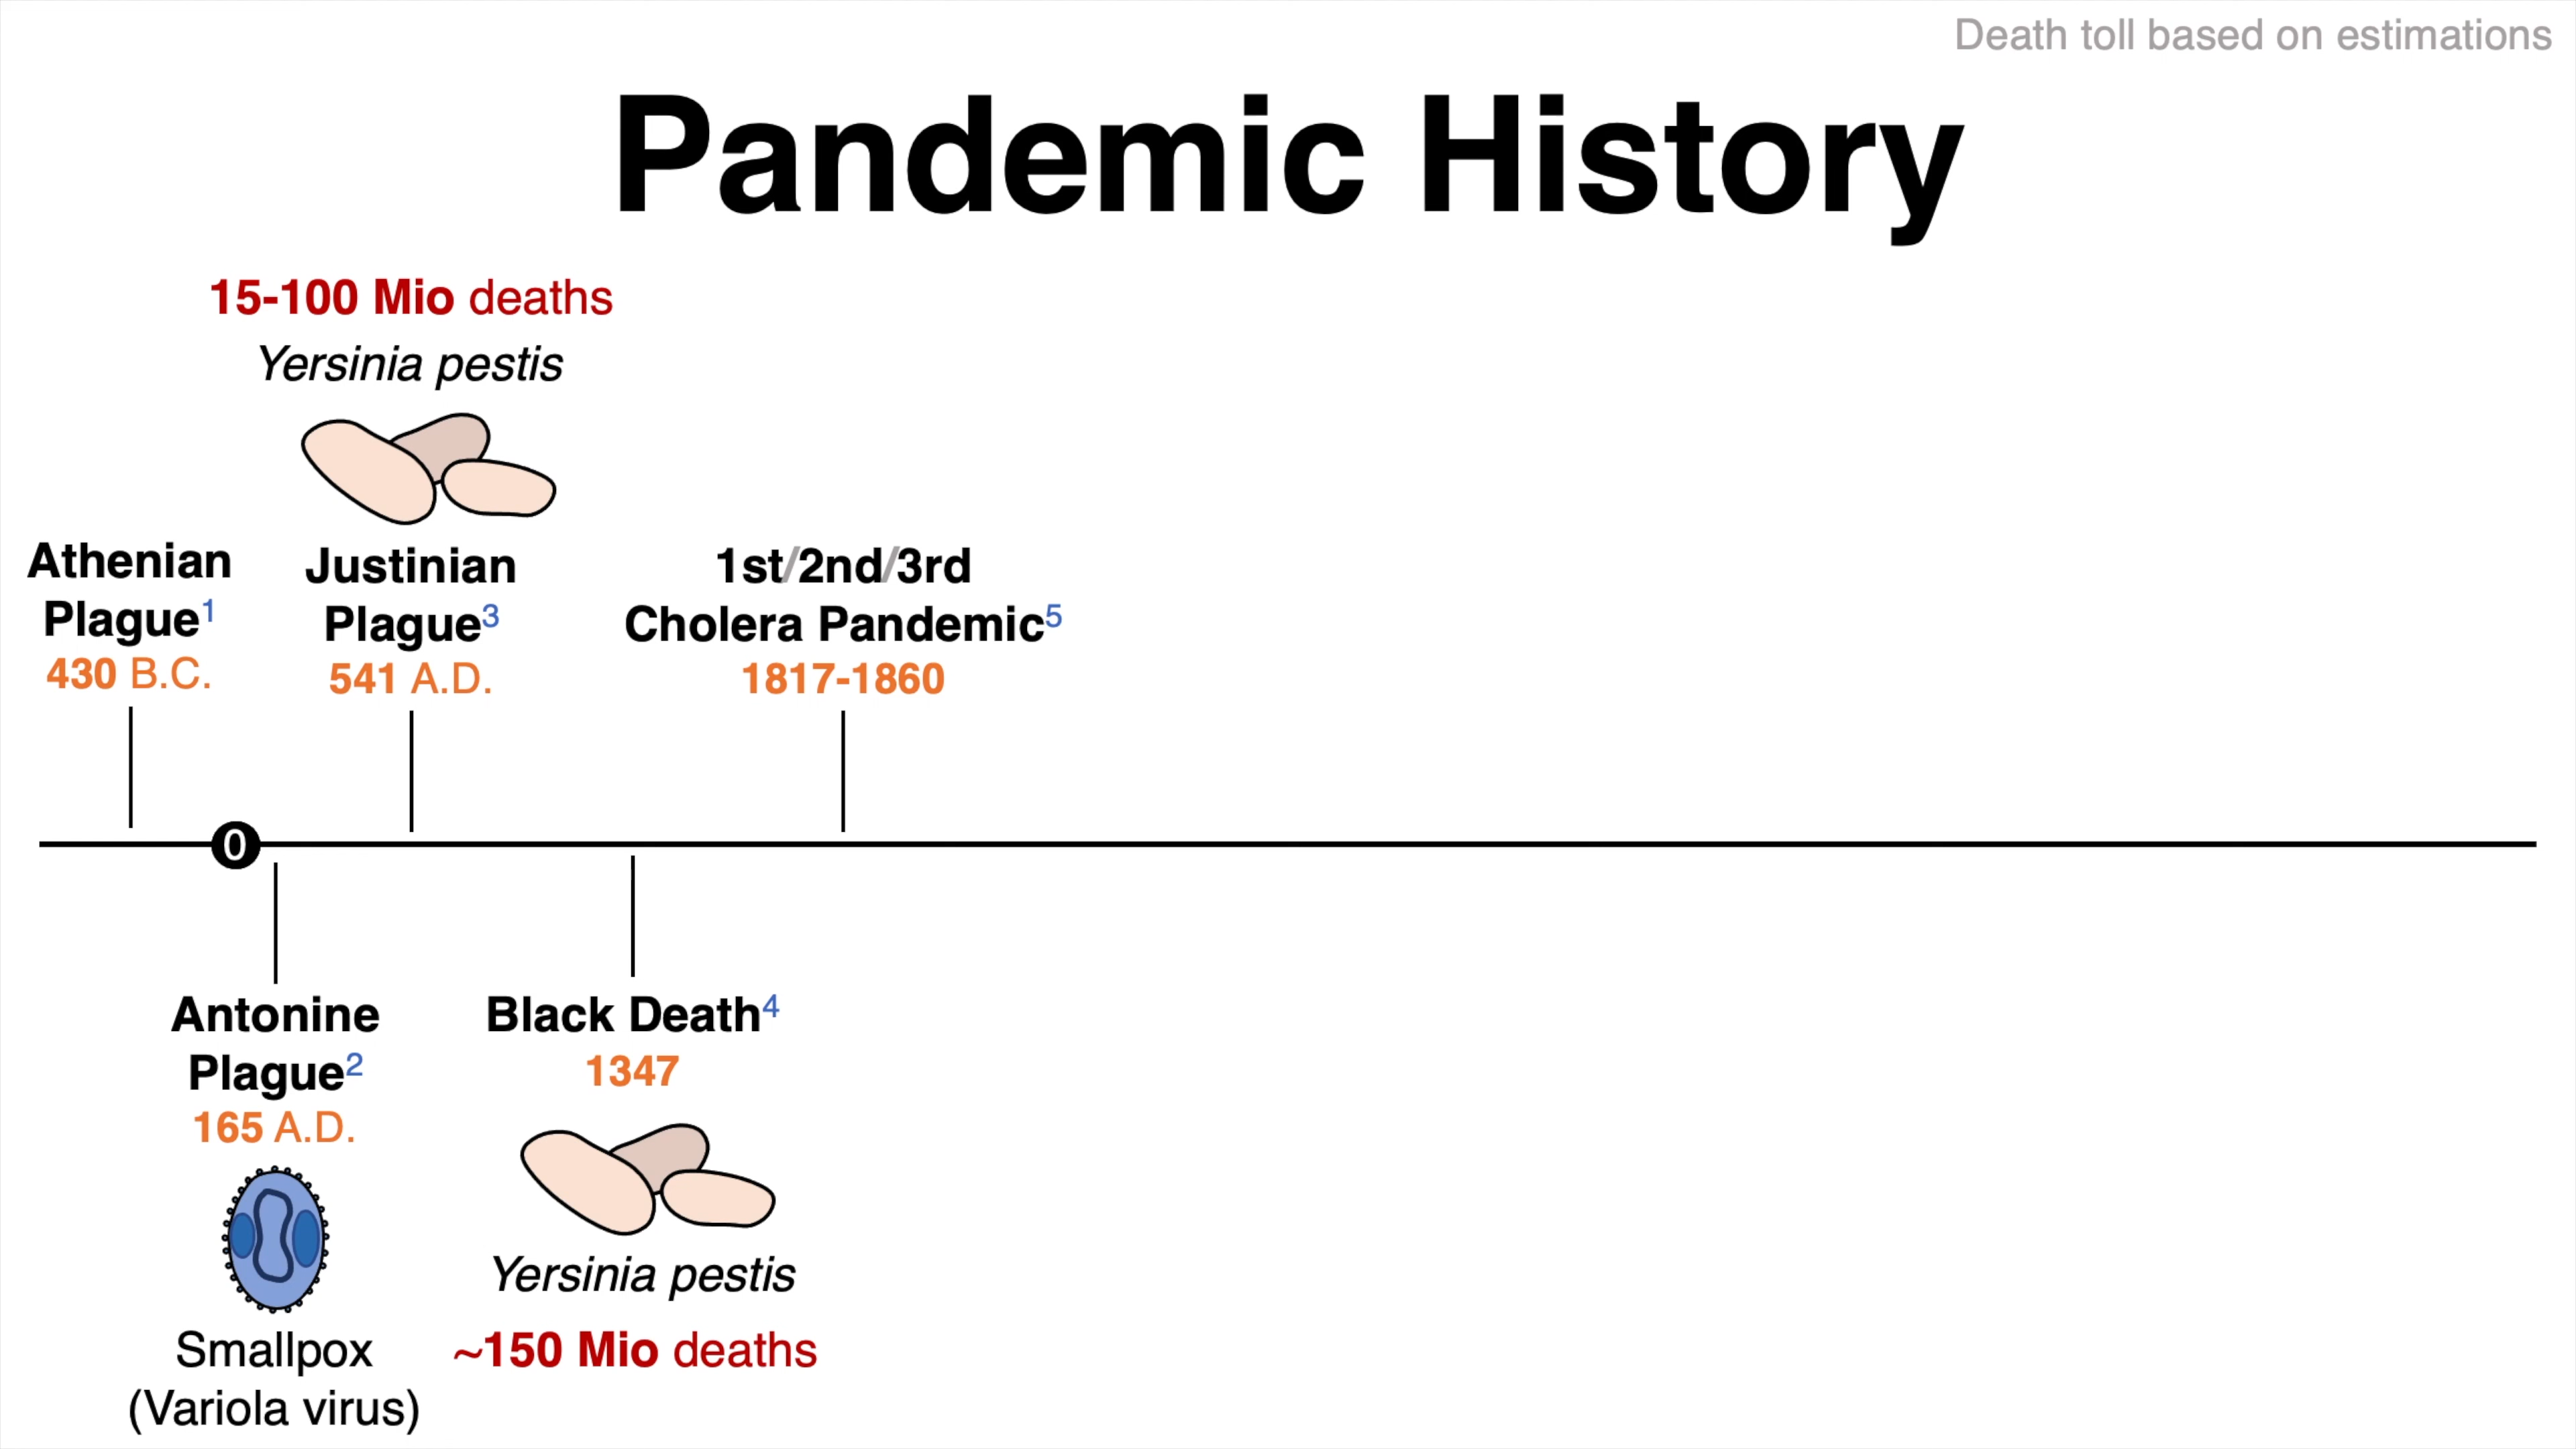 Death toll based on estimations
Pandemic History
15-100 Mio deaths
Yersinia pestis
Athenian
Plague1
430 B.C.
Justinian
Plague3
541 A.D.
1st/2nd/3rd
Cholera Pandemic5
1817-1860
0
Antonine
Plague2
165 A.D.
Smallpox
(Variola virus)
Black Death4
1347
Yersinia pestis
~150 Mio deaths